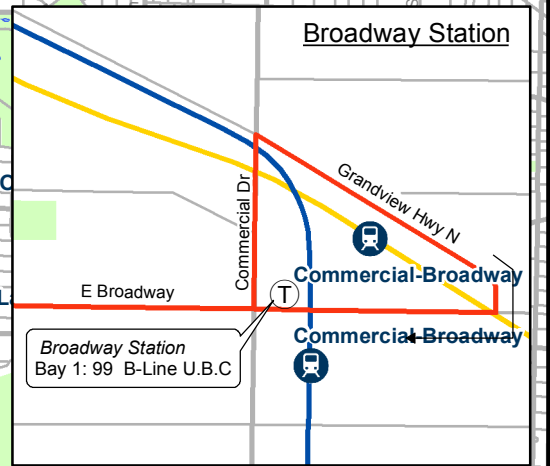 Broadway Station
Grandview Hwy N
Commercial Dr
Commercial-Broadway
E Broadway
T
Commercial-Broadway
Broadway Station
Bay 1: 99 B-Line U.B.C